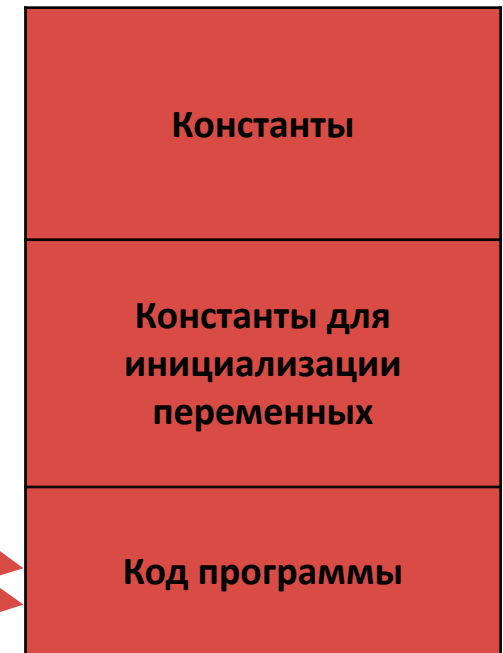 Константы
Константы для
инициализации
переменных
Код программы